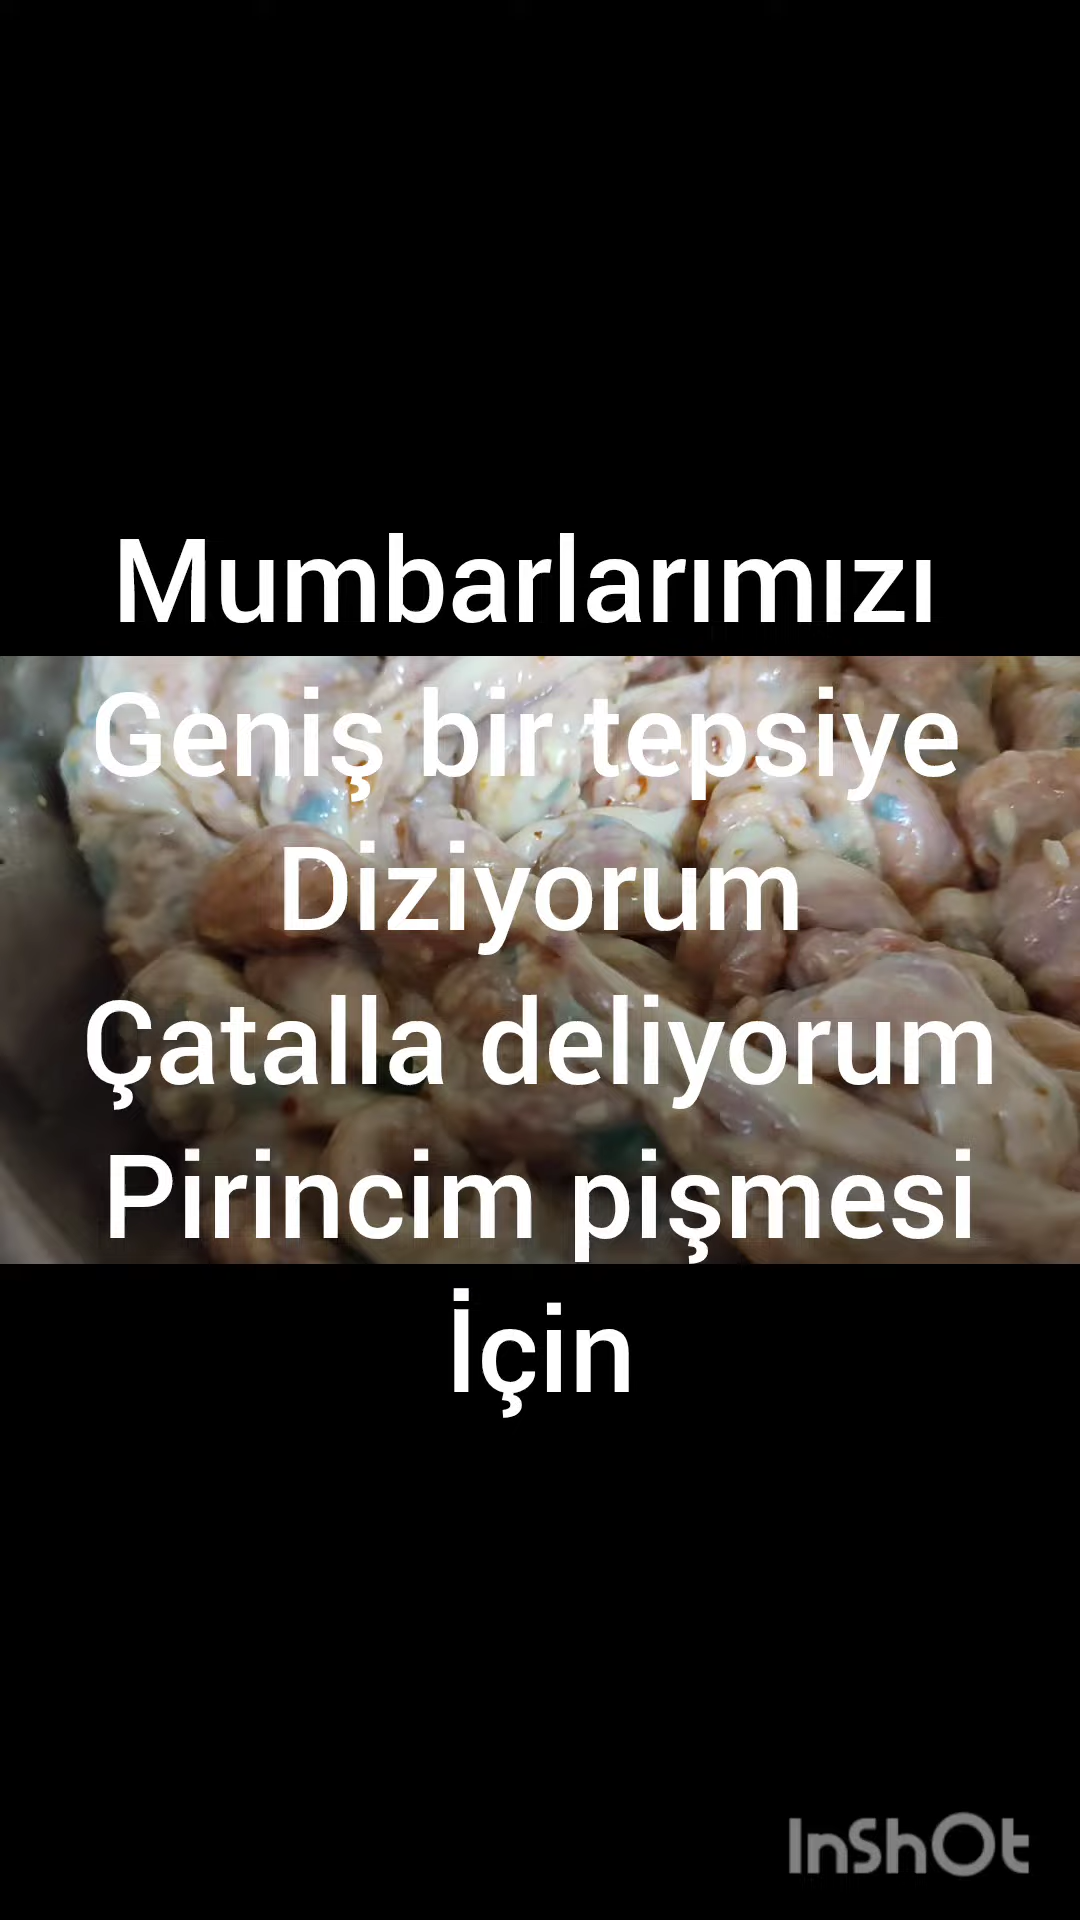 Mumbarlarımızı
Geniş bir tepsiye
Diziyorum
Çatalla deliyorum
Pirincim pişmesi
İçin
InShOt